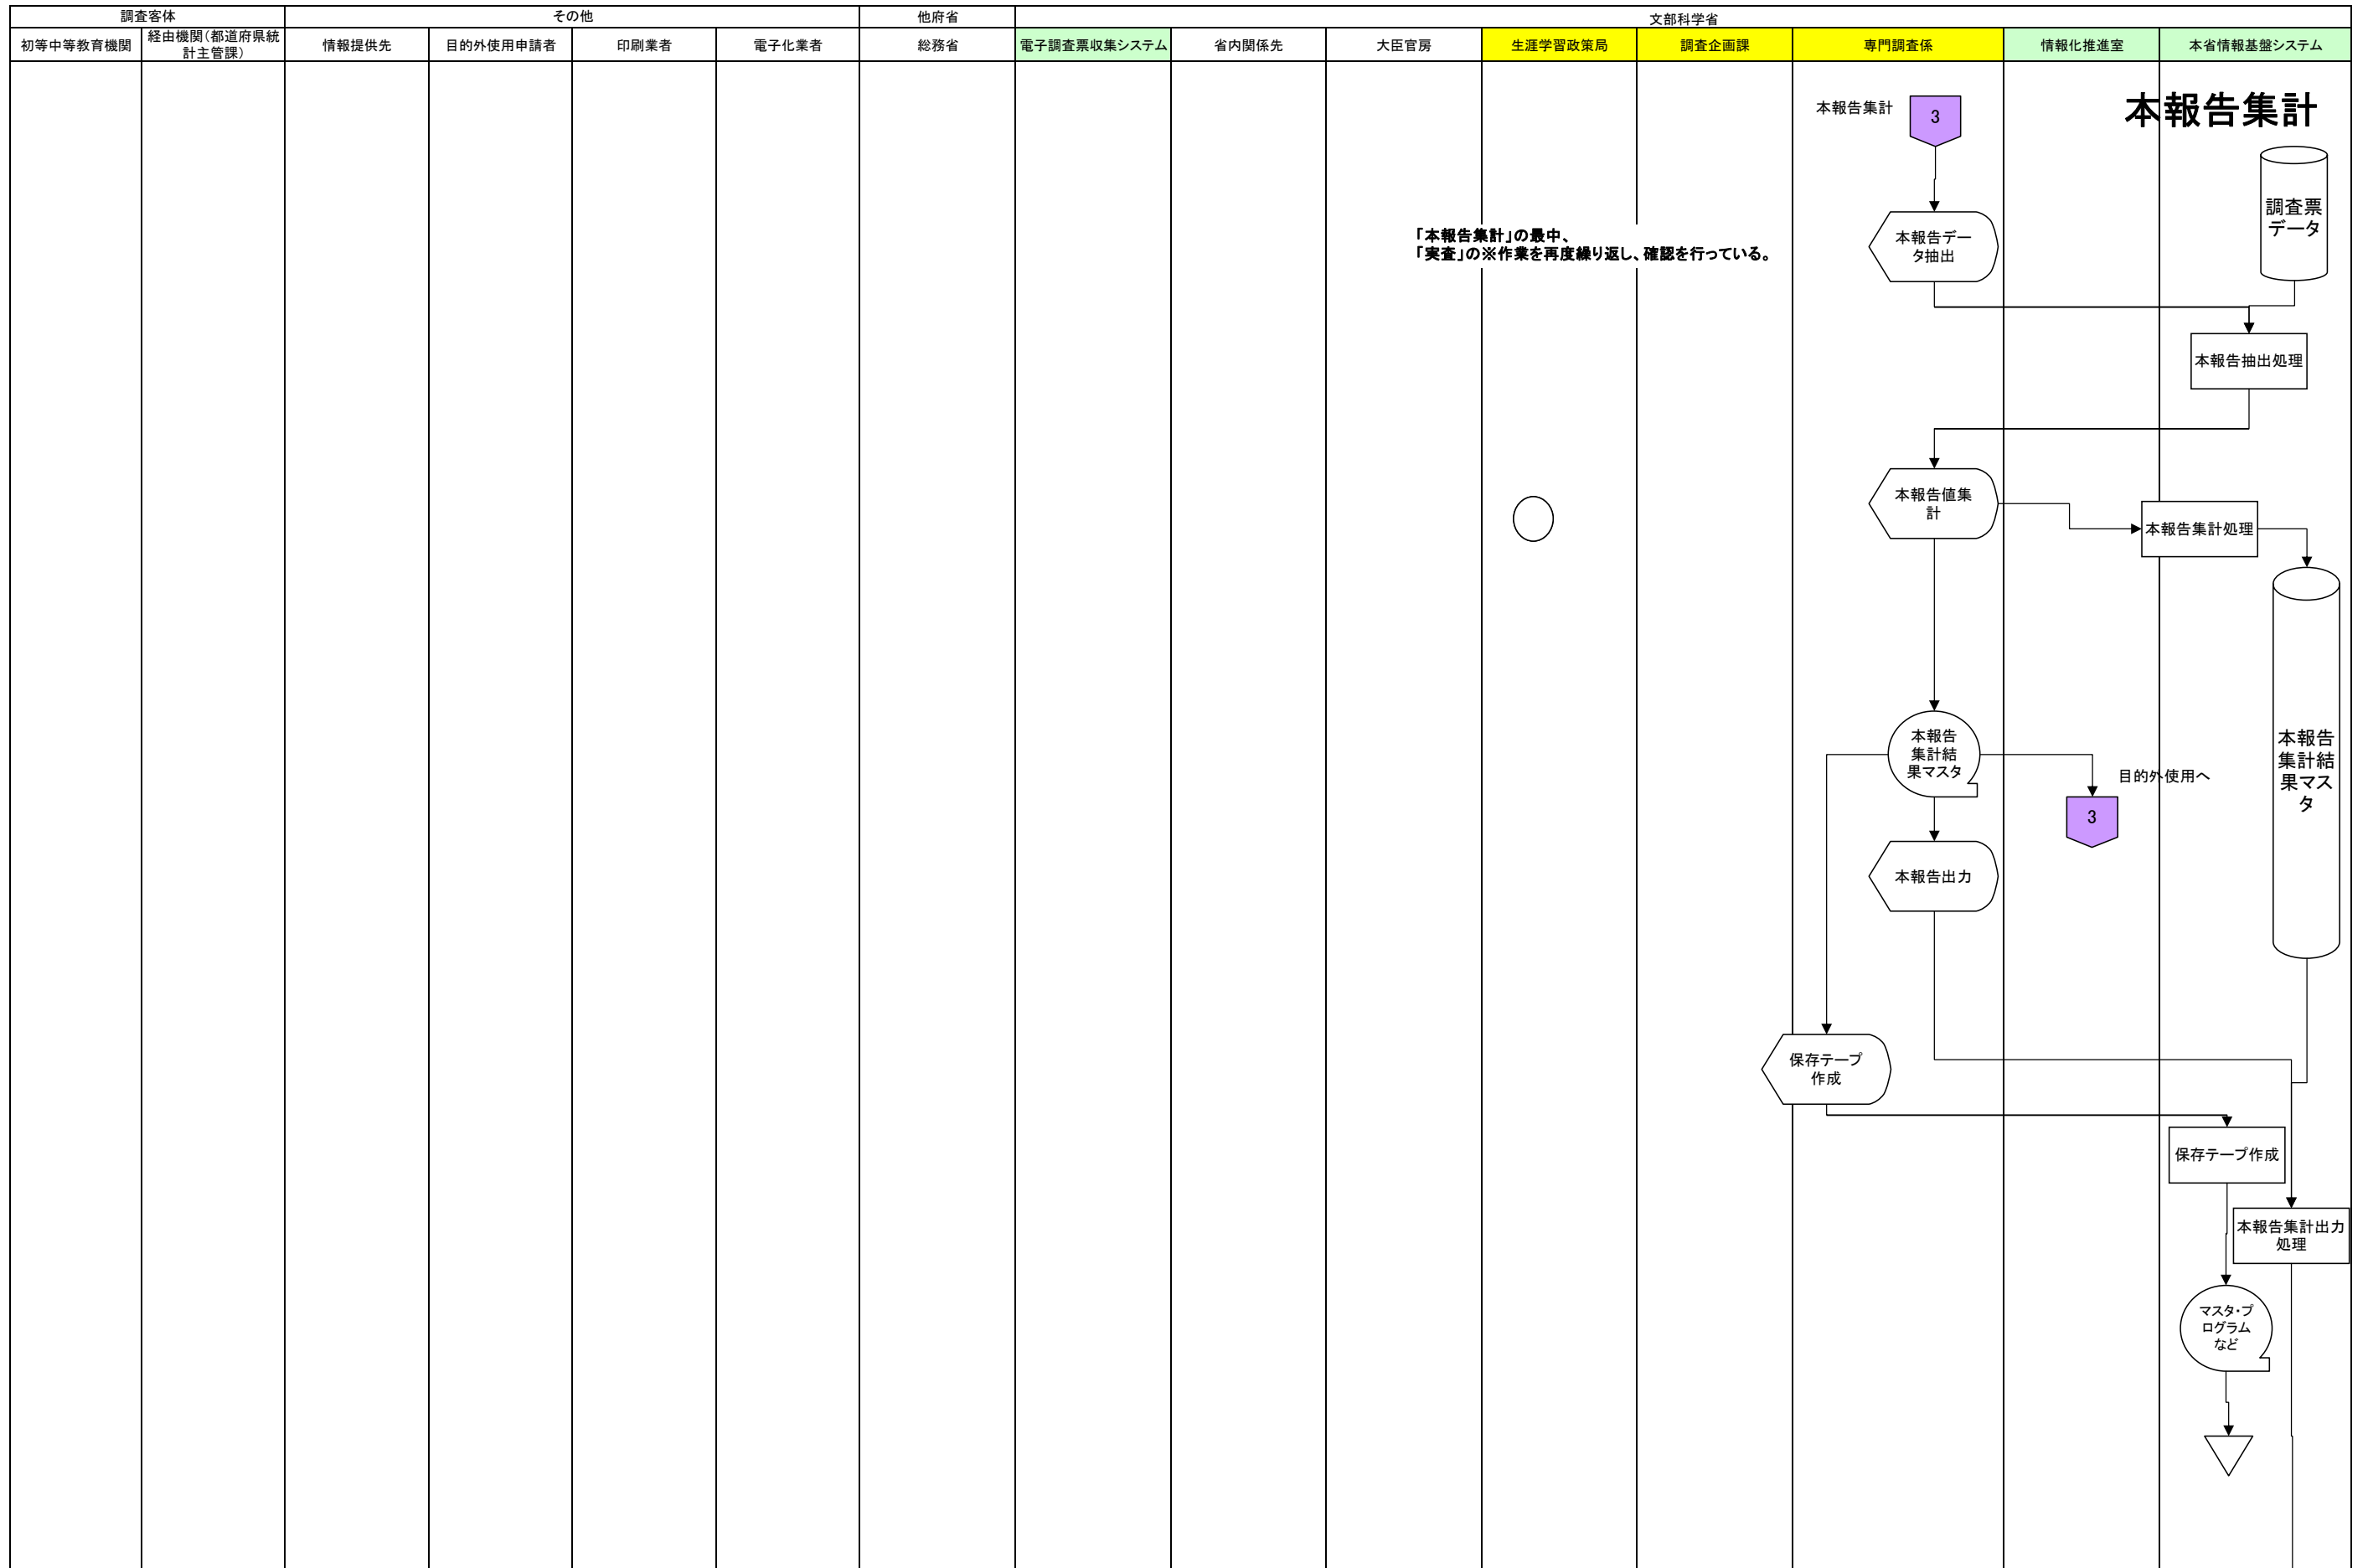 調査客体
その他
他府省
文部科学省
初等中等教育機関
経由機関(都道府県統
計主管課)
情報提供先
目的外使用申請者
印刷業者
電子化業者
総務省
電子調査票収集システム
省内関係先
大臣官房
生涯学習政策局
調査企画課
専門調査係
情報化推進室
本省情報基盤システム
本報告集計
3
本報告集計
調査票
データ
「本報告集計」の最中、
「実査」の※作業を再度繰り返し、確認を行っている。
本報告デー
タ抽出
本報告抽出処理
本報告値集
計
本報告集計処理
本報告
集計結
果マスタ
目的外使用へ
3
本報告
集計結
果マス
タ
本報告出力
保存テープ
作成
保存テープ作成
本報告集計出力
処理
マスタ・プ
ログラム
など